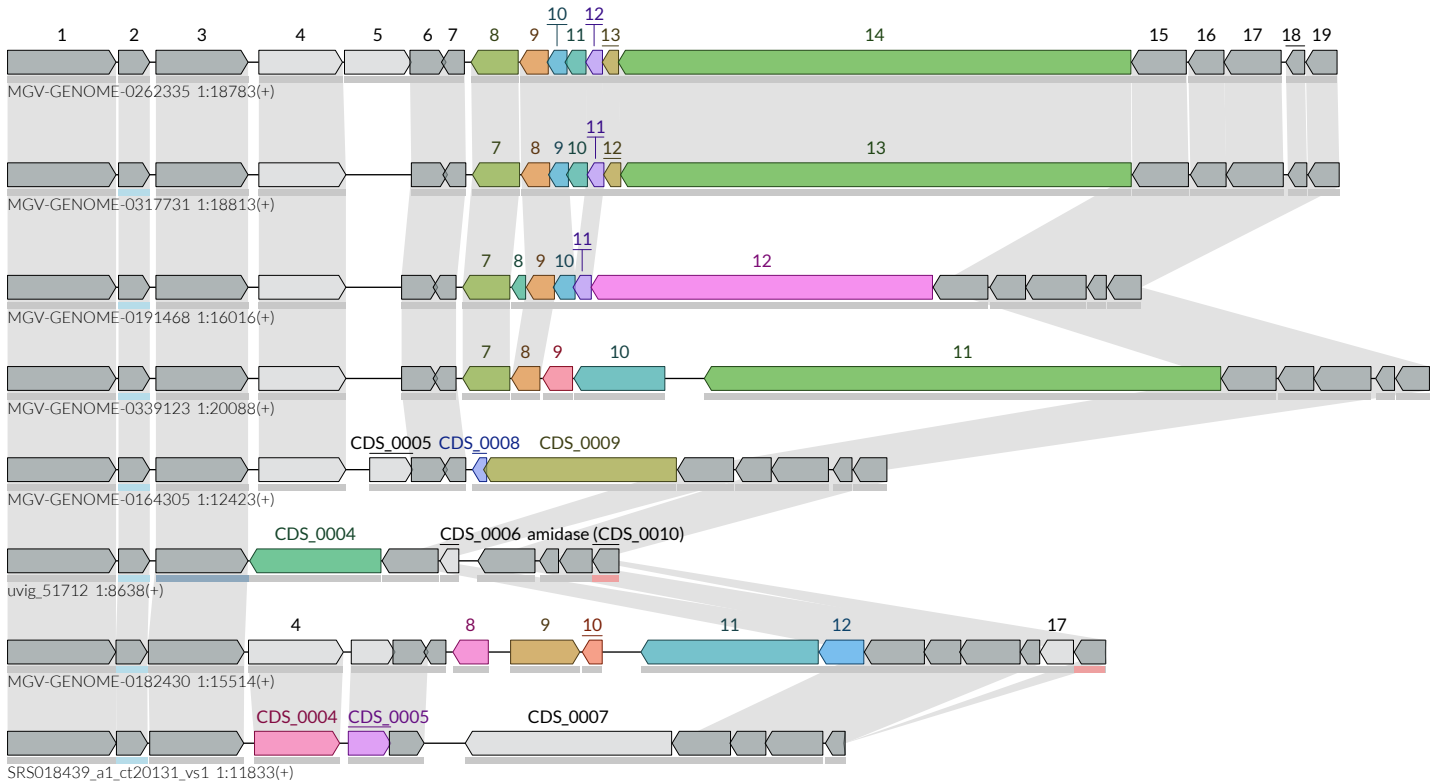 10 12
1 2 3 4 5 6 7 8 9 11 13 14 15 16 17 18 19
MGV-GENOME-0262335 1:18783(+)
11
7 8 9 10 12 13
MGV-GENOME-0317731 1:18813(+)
11
7 8 9 10 12
MGV-GENOME-0191468 1:16016(+)
7 8 9 10 11
MGV-GENOME-0339123 1:20088(+)
CDS_0005 CDS_0008 CDS_0009
MGV-GENOME-0164305 1:12423(+)
CDS_0004 CDS_0006 amidase (CDS_0010)
uvig_51712 1:8638(+)
4 8 9 10 11 12 17
MGV-GENOME-0182430 1:15514(+)
CDS_0004 CDS_0005 CDS_0007
SRS018439_a1_ct20131_vs1 1:11833(+)